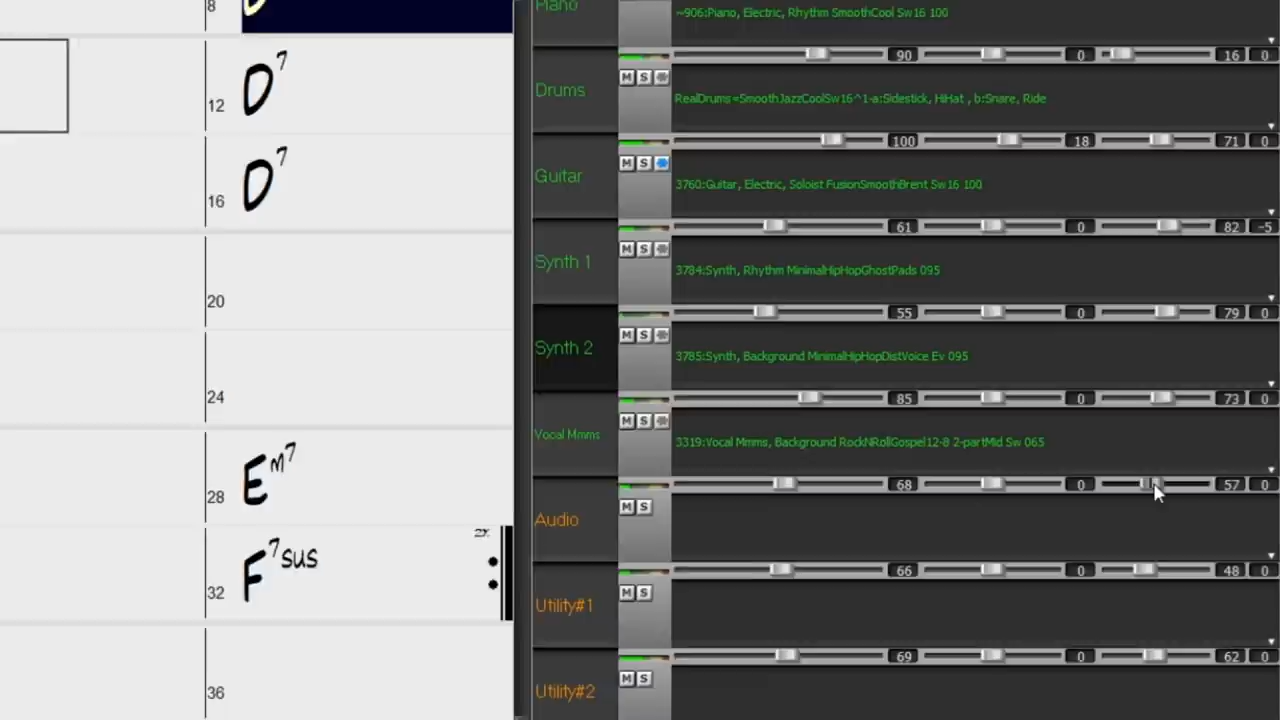 8
D7
12
D7
16
20
24
Em7
28
2x
F7sus
32
36
Piano
~906:Piano, Electric, Rhythm SmoothCool Sw16 100
90 0 16
Drums
M S
RealDrums=SmoothJazzCoolSw16^1-a:Sidestick, HiHat , b:Snare, Ride
100 18 71 0
Guitar
M S
3760:Guitar, Electric, Soloist FusionSmoothBrent Sw16 100
61 0 82 -5
Synth 1
M S
3784:Synth, Rhythm MinimalHipHopGhostPads 095
55 0 79 0
Synth 2
M S
3785:Synth, Background MinimalHipHopDistVoice Ev 095
85 0 73 0
Vocal Mmms
M S
3319:Vocal Mmms, Background RockNRollGospel12-8 2-partMid Sw 065
68 0 57 0
Audio
M S
66 0 48 0
Utility#1
M S
69 0 62 0
Utility#2
M S